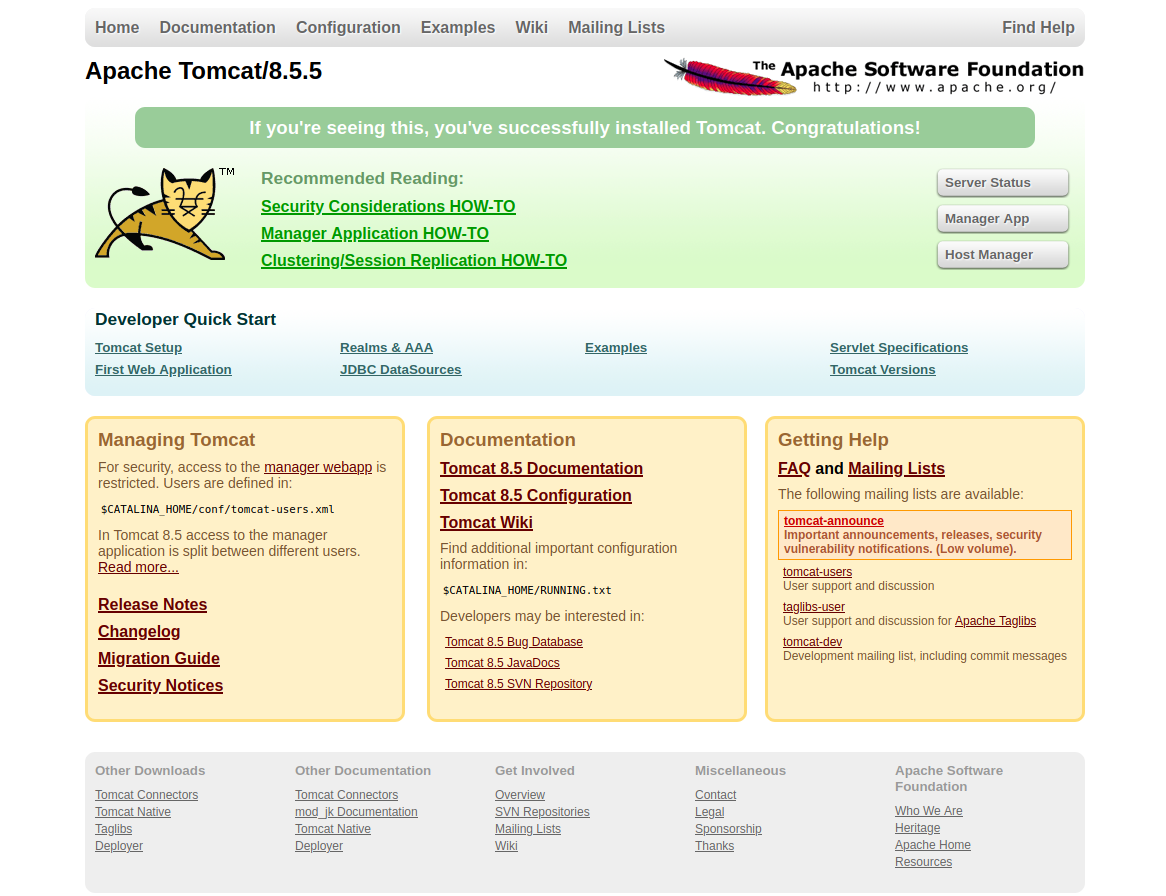 Home Documentation Configuration Examples Wiki Mailing Lists Find Help
Apache Tomcat/8.5.5
The Apache Software Foundation
http://www.apache.org/
If you're seeing this, you've successfully installed Tomcat. Congratulations!
TM
Recommended Reading:
Security Considerations HOW-TO
Manager Application HOW-TO
Clustering/Session Replication HOW-TO
Server Status
Manager App
Host Manager
Developer Quick Start
Tomcat Setup
First Web Application
Realms & AAA
JDBC DataSources
Examples
Servlet Specifications
Tomcat Versions
Managing Tomcat
For security, access to the manager webapp is
restricted. Users are defined in:
$CATALINA_HOME/conf/tomcat-users.xml
In Tomcat 8.5 access to the manager
application is split between different users.
Read more...
Release Notes
Changelog
Migration Guide
Security Notices
Documentation
Tomcat 8.5 Documentation
Tomcat 8.5 Configuration
Tomcat Wiki
Find additional important configuration
information in:
$CATALINA_HOME/RUNNING.txt
Developers may be interested in:
Tomcat 8.5 Bug Database
Tomcat 8.5 JavaDocs
Tomcat 8.5 SVN Repository
Getting Help
FAQ and Mailing Lists
The following mailing lists are available:
tomcat-announce
Important announcements, releases, security
vulnerability notifications. (Low volume).
tomcat-users
User support and discussion
taglibs-user
User support and discussion for Apache Taglibs
tomcat-dev
Development mailing list, including commit messages
Other Downloads
Tomcat Connectors
Tomcat Native
Taglibs
Deployer
Other Documentation
Tomcat Connectors
mod_jk Documentation
Tomcat Native
Deployer
Get Involved
Overview
SVN Repositories
Mailing Lists
Wiki
Miscellaneous
Contact
Legal
Sponsorship
Thanks
Apache Software
Foundation
Who We Are
Heritage
Apache Home
Resources